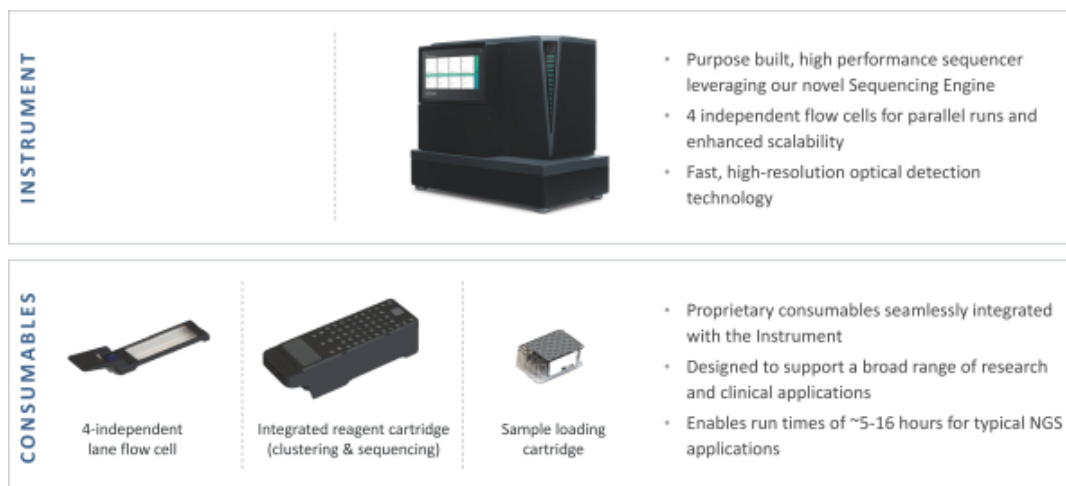 INSTRUMENT
• Purpose built, high performance sequencer
leveraging our novel Sequencing Engine
• 4 independent flow cells for parallel runs and
enhanced scalability
• Fast, high-resolution optical detection
technology
CONSUMABLES
4-independent
lane flow cell
Integrated reagent cartridge
(clustering & sequencing)
Sample loading
cartridge
• Proprietary consumables seamlessly integrated
with the Instrument
• Designed to support a broad range of research
and clinical applications
• Enables run times of ~5-16 hours for typical NGS
applications